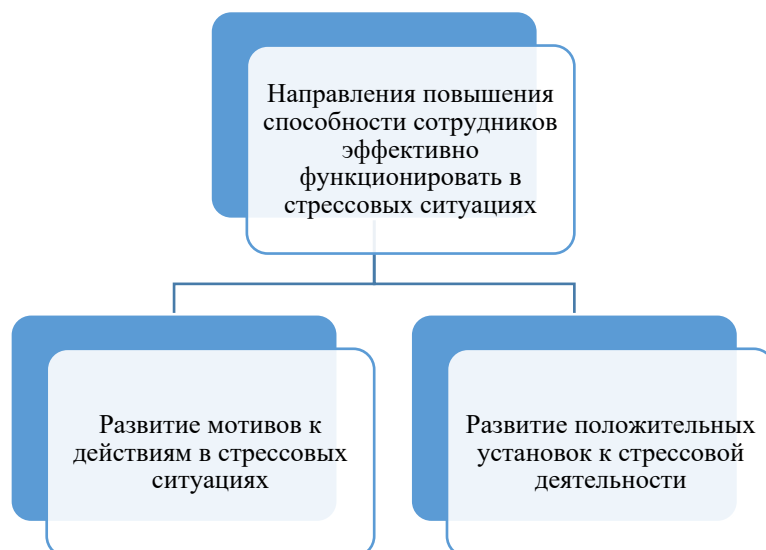 Направления повышения
способности сотрудников
эффективно
функционировать в
стрессовых ситуациях
Развитие мотивов к
действиям в стрессовых
ситуациях
Развитие положительных
установок к стрессовой
деятельности